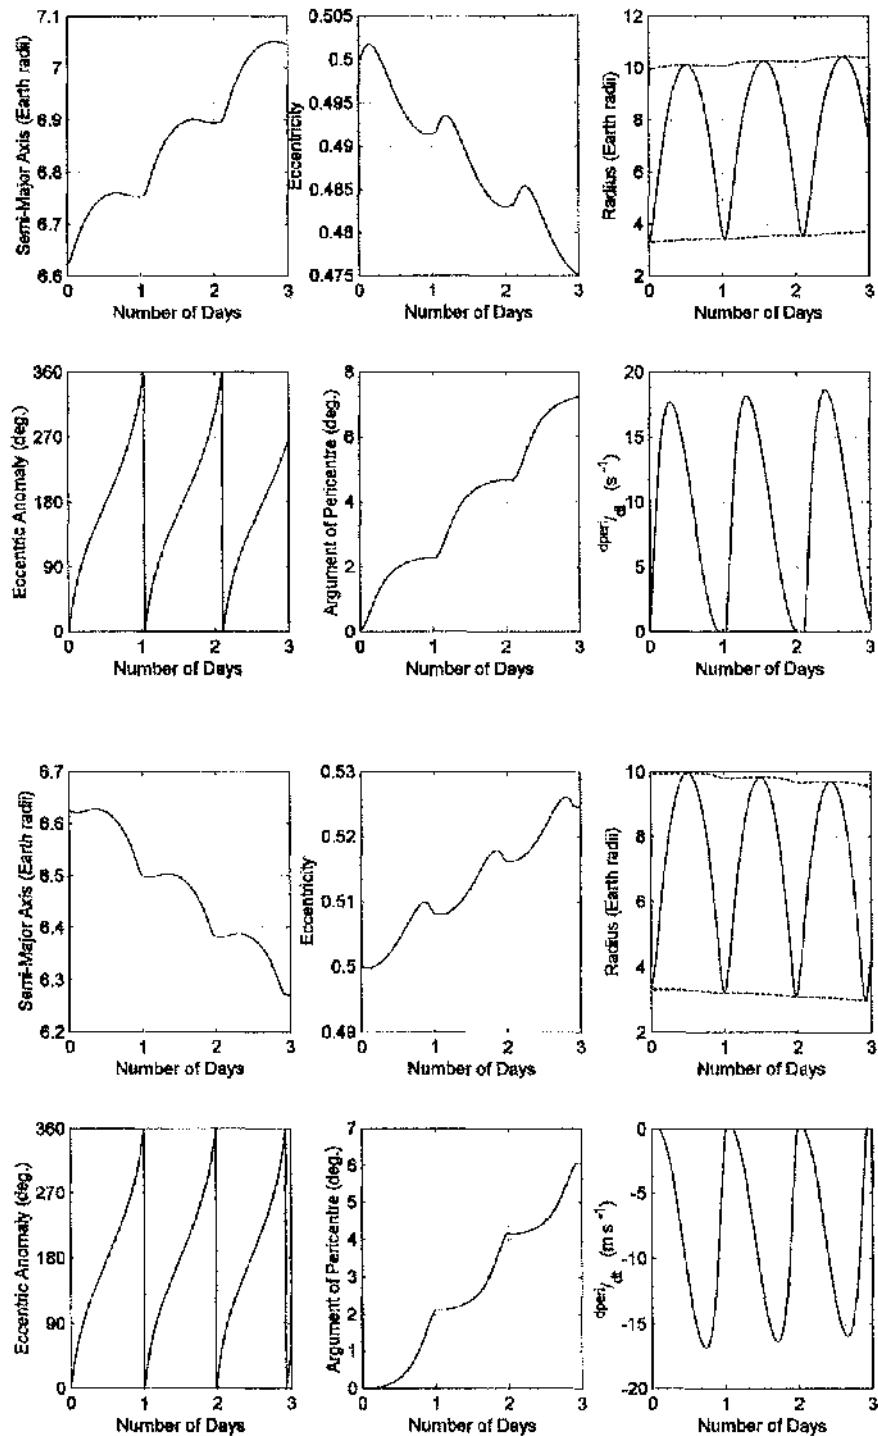 7.1
7
6.9
6.8
6.7
6.6
Semi-Major Axis (Earth radii)
0 1 2 3
Number of Days
0.505
0.5
0.495
0.49
0.485
0.48
0.475
Eccentricity
0 1 2 3
Number of Days
12
10
8
6
4
2
Radius (Earth radii)
0 1 2 3
Number of Days
360
270
180
90
0
Eccentric Anomaly (deg.)
0 1 2 3
Number of Days
8
6
4
2
0
Argument of Pericentre (deg.)
0 1 2 3
Number of Days
20
15
10
5
0
dperi/dt (s⁻¹)
0 1 2 3
Number of Days
6.7
6.6
6.5
6.4
6.3
6.2
Semi-Major Axis (Earth radii)
0 1 2 3
Number of Days
0.53
0.52
0.51
0.5
0.49
Eccentricity
0 1 2 3
Number of Days
10
8
6
4
2
Radius (Earth radii)
0 1 2 3
Number of Days
360
270
180
90
0
Eccentric Anomaly (deg.)
0 1 2 3
Number of Days
7
6
5
4
3
2
1
0
Argument of Pericentre (deg.)
0 1 2 3
Number of Days
0
-5
-10
-15
-20
dperi/dt (m s⁻¹)
0 1 2 3
Number of Days